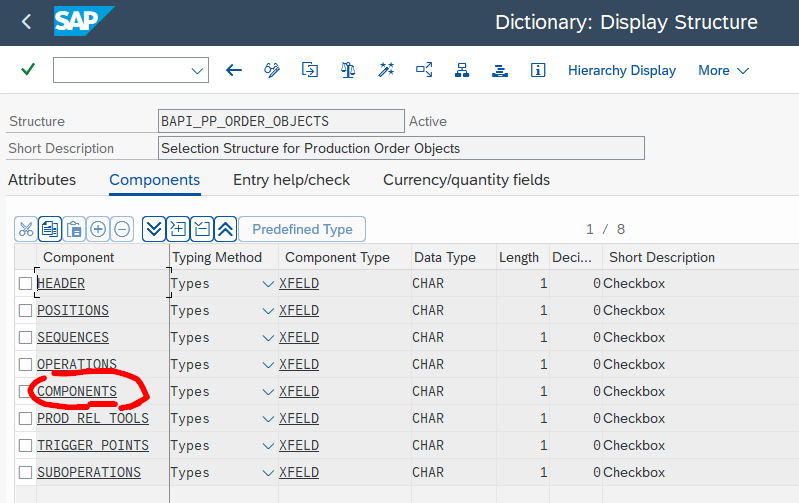 SAP Dictionary: Display Structure
Hierarchy Display More
Structure BAPI_PP_ORDER_OBJECTS Active
Short Description Selection Structure for Production Order Objects
Attributes Components Entry help/check Currency/quantity fields
Predefined Type 1 / 8
Component Typing Method Component Type Data Type Length Deci... Short Description
HEADER Types XFELD CHAR 1 0 Checkbox
POSITIONS Types XFELD CHAR 1 0 Checkbox
SEQUENCES Types XFELD CHAR 1 0 Checkbox
OPERATIONS Types XFELD CHAR 1 0 Checkbox
COMPONENTS Types XFELD CHAR 1 0 Checkbox
PROD_REL_TOOLS Types XFELD CHAR 1 0 Checkbox
TRIGGER_POINTS Types XFELD CHAR 1 0 Checkbox
SUBOPERATIONS Types XFELD CHAR 1 0 Checkbox